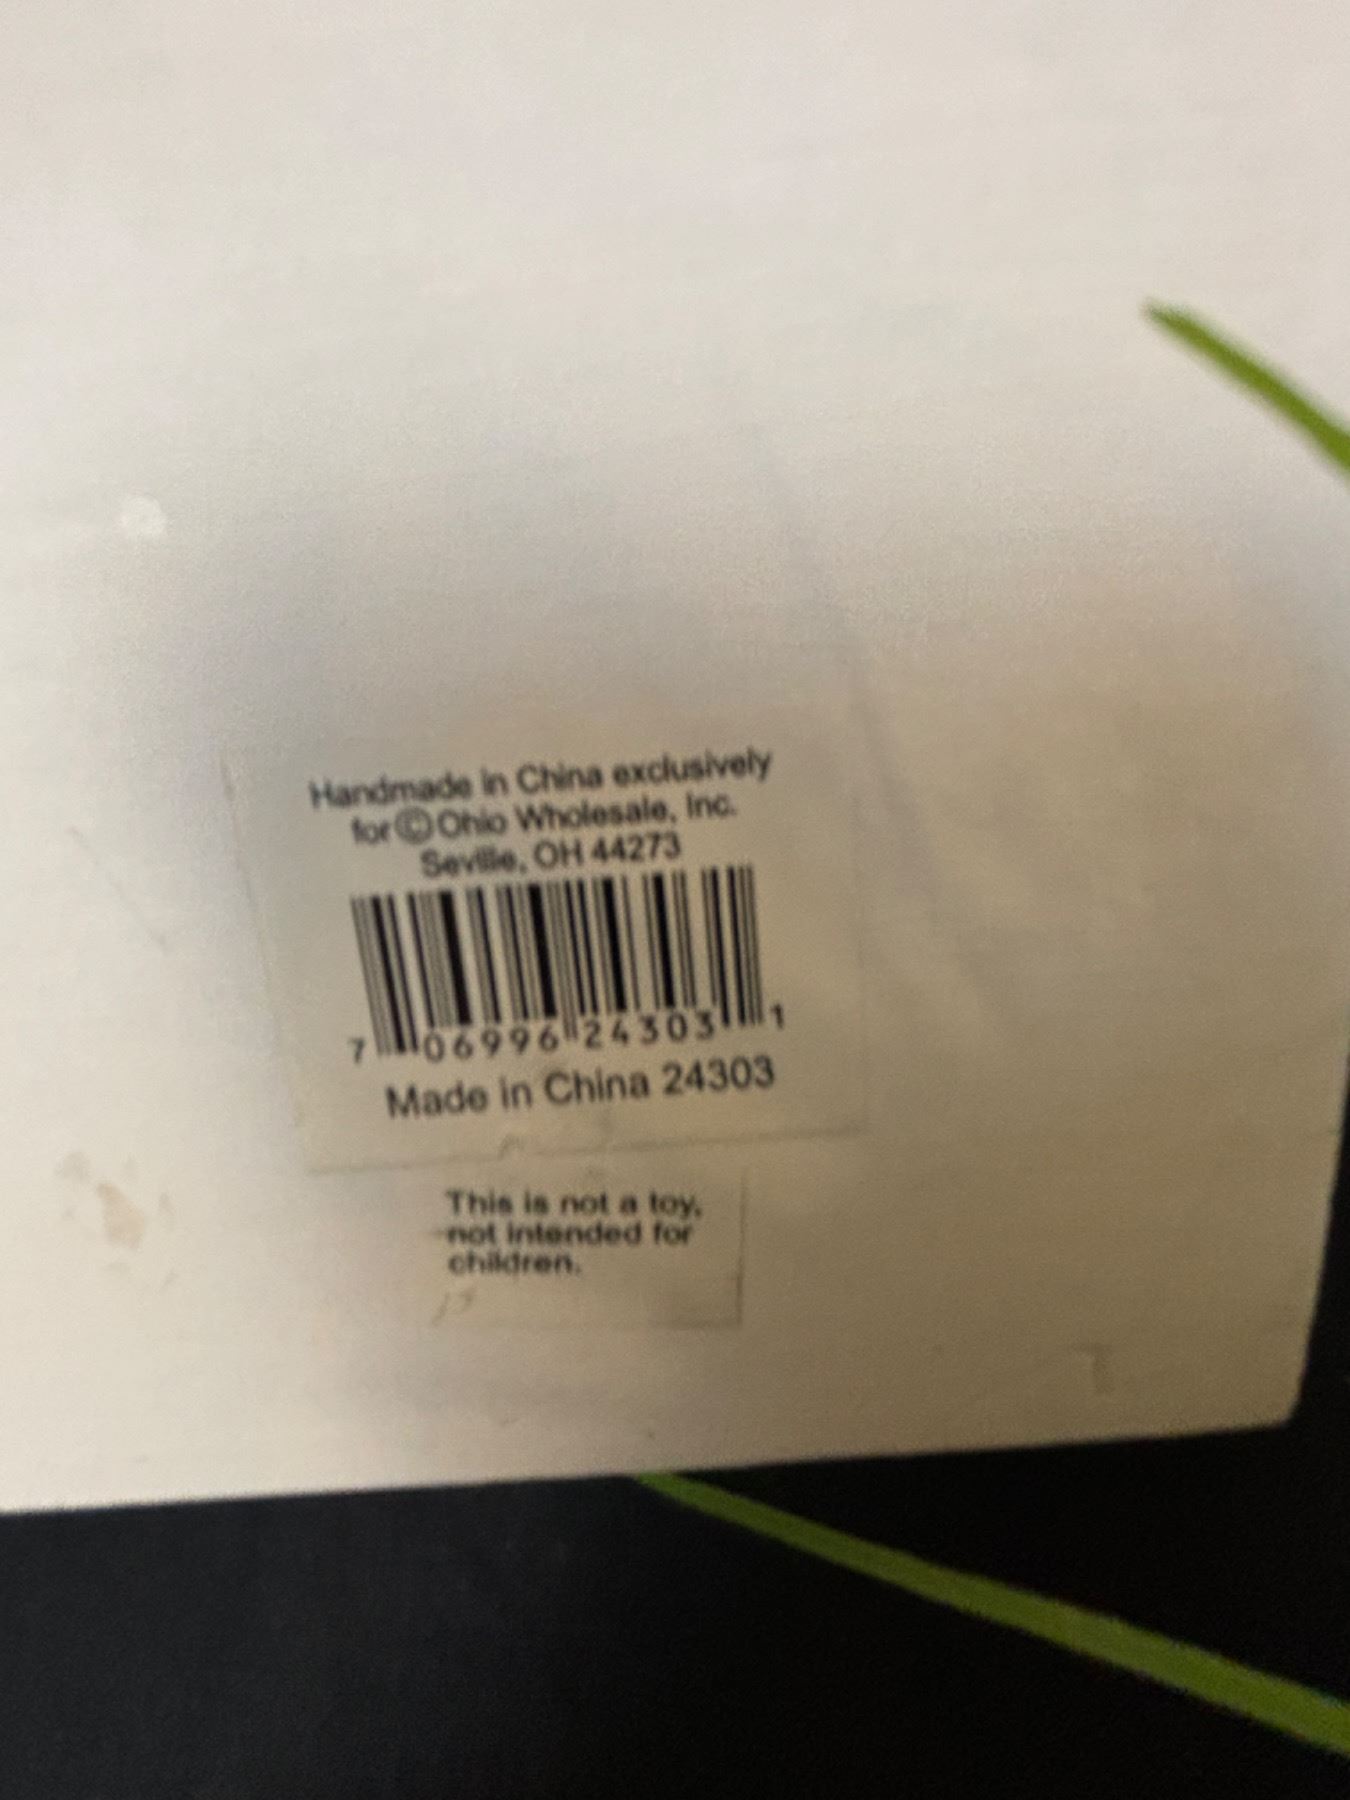 Handmade in China exclusively
for © Ohio Wholesale, Inc.
Seville, OH 44273
7 06996 24303 1
Made in China 24303
This is not a toy,
not intended for
children.